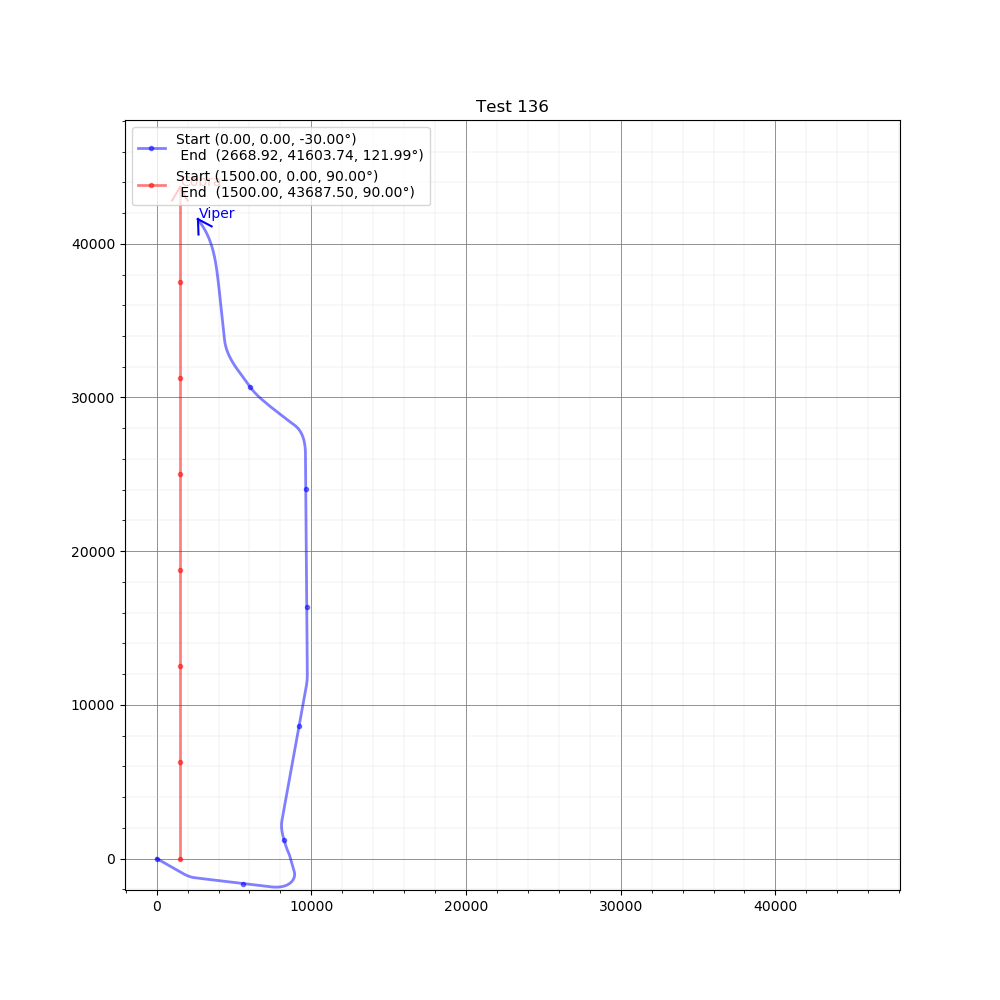 Test 136
Start (0.00, 0.00, -30.00°)
End  (2668.92, 41603.74, 121.99°)
Start (1500.00, 0.00, 90.00°)
End  (1500.00, 43687.50, 90.00°)
Viper
40000
30000
20000
10000
0
0
10000
20000
30000
40000